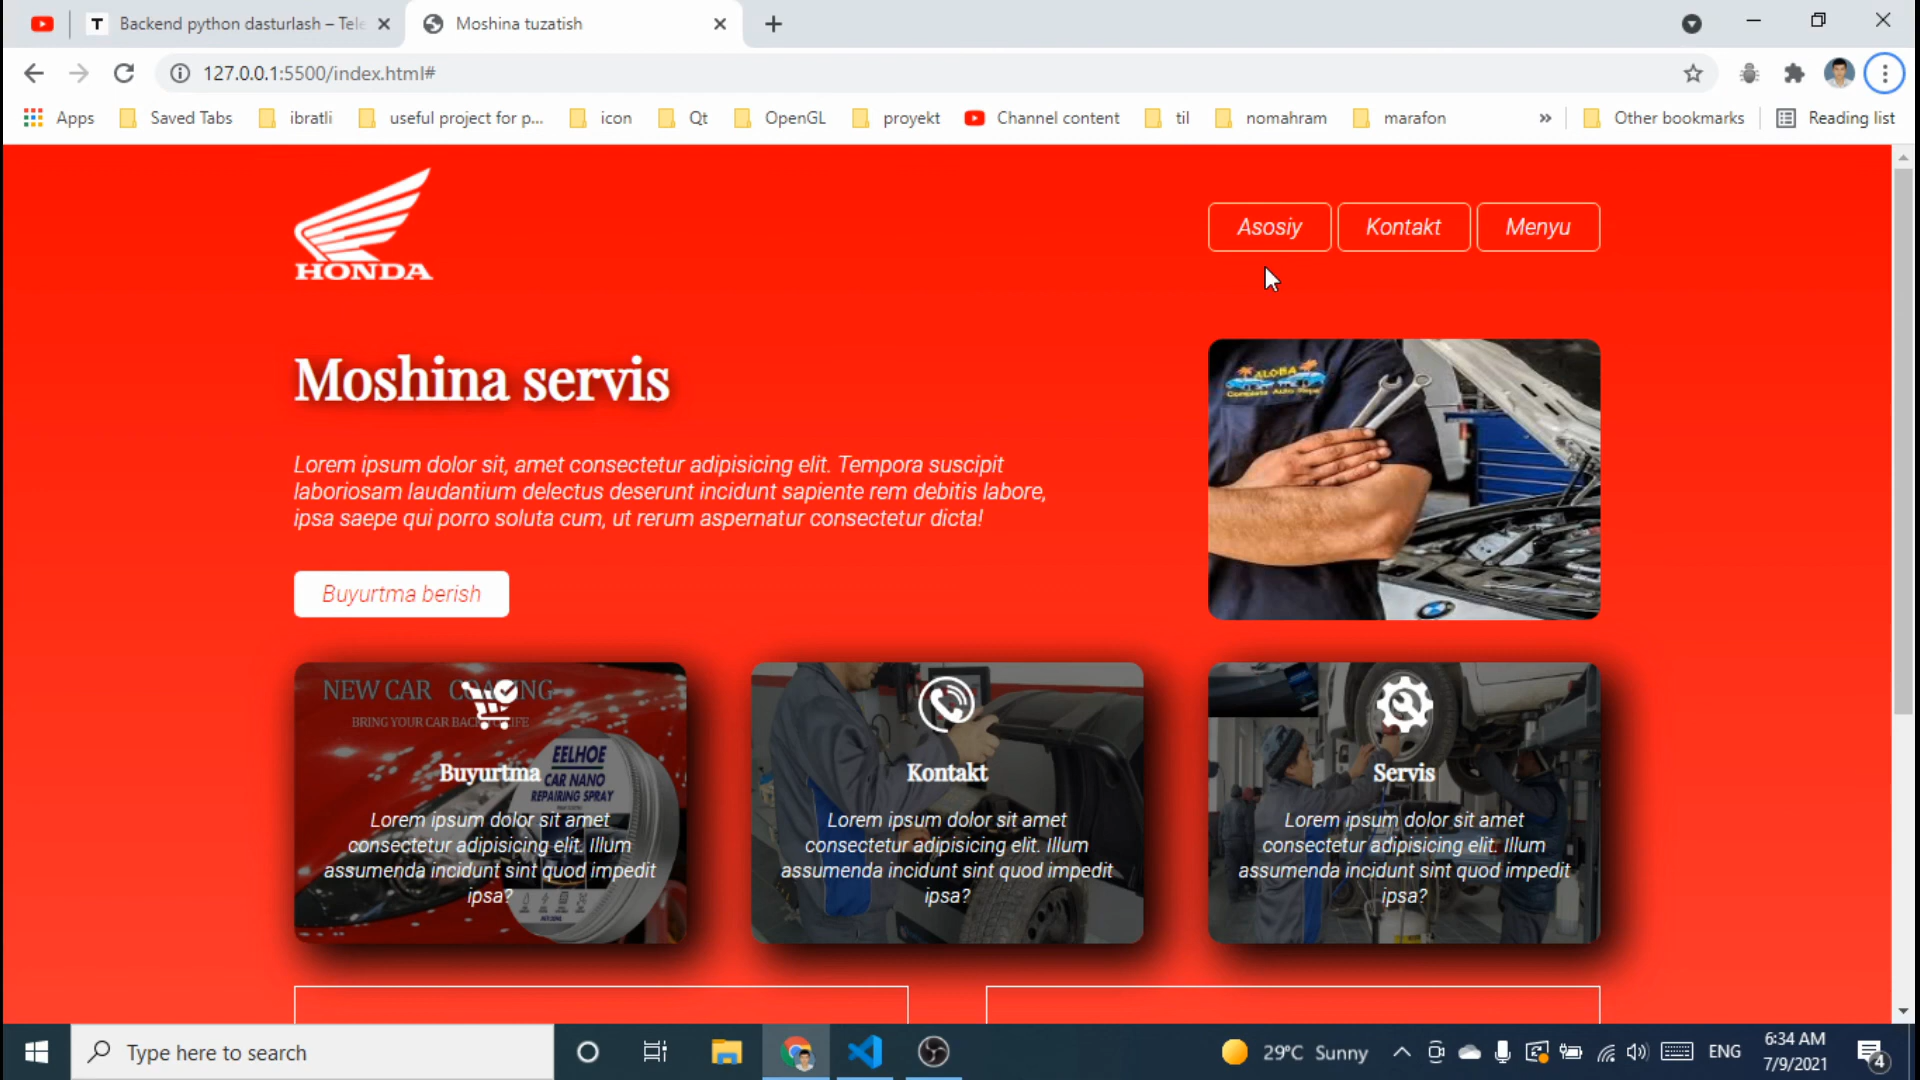 Backend python dasturlash – Tele
Moshina tuzatish
127.0.0.1:5500/index.html#
Apps
Saved Tabs
ibratli
useful project for p...
icon
Qt
OpenGL
proyekt
Channel content
til
nomahram
marafon
»
Other bookmarks
Reading list
HONDA
Asosiy
Kontakt
Menyu
Moshina servis
Lorem ipsum dolor sit, amet consectetur adipisicing elit. Tempora suscipit
laboriosam laudantium delectus deserunt incidunt sapiente rem debitis labore,
ipsa saepe qui porro soluta cum, ut rerum aspernatur consectetur dicta!
Buyurtma berish
ALOHA
Complete Auto
NEW CAR
BRING YOUR CAR BACK
EELHOE
CAR NANO
REPAIRING SPRAY
Buyurtma
Lorem ipsum dolor sit amet
consectetur adipisicing elit. Illum
assumenda incidunt sint quod impedit
ipsa?
Kontakt
Lorem ipsum dolor sit amet
consectetur adipisicing elit. Illum
assumenda incidunt sint quod impedit
ipsa?
Servis
Lorem ipsum dolor sit amet
consectetur adipisicing elit. Illum
assumenda incidunt sint quod impedit
ipsa?
Type here to search
29°C Sunny
ENG
6:34 AM
7/9/2021
4